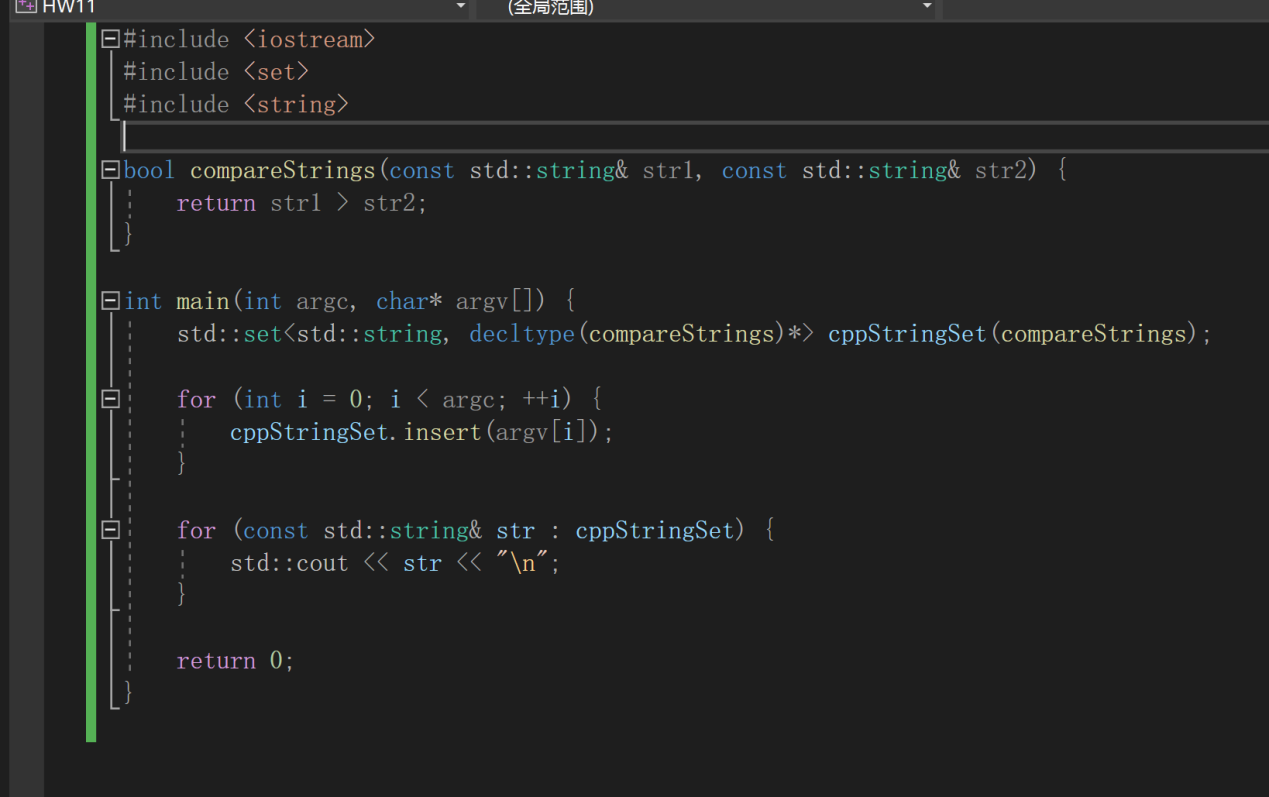 HW11 (全局范围)
#include <iostream>
#include <set>
#include <string>
bool compareStrings(const std::string& str1, const std::string& str2) {
    return str1 > str2;
}
int main(int argc, char* argv[]) {
    std::set<std::string, decltype(compareStrings)*> cppStringSet(compareStrings);
    for (int i = 0; i < argc; ++i) {
        cppStringSet.insert(argv[i]);
    }
    for (const std::string& str : cppStringSet) {
        std::cout << str << "\n";
    }
    return 0;
}